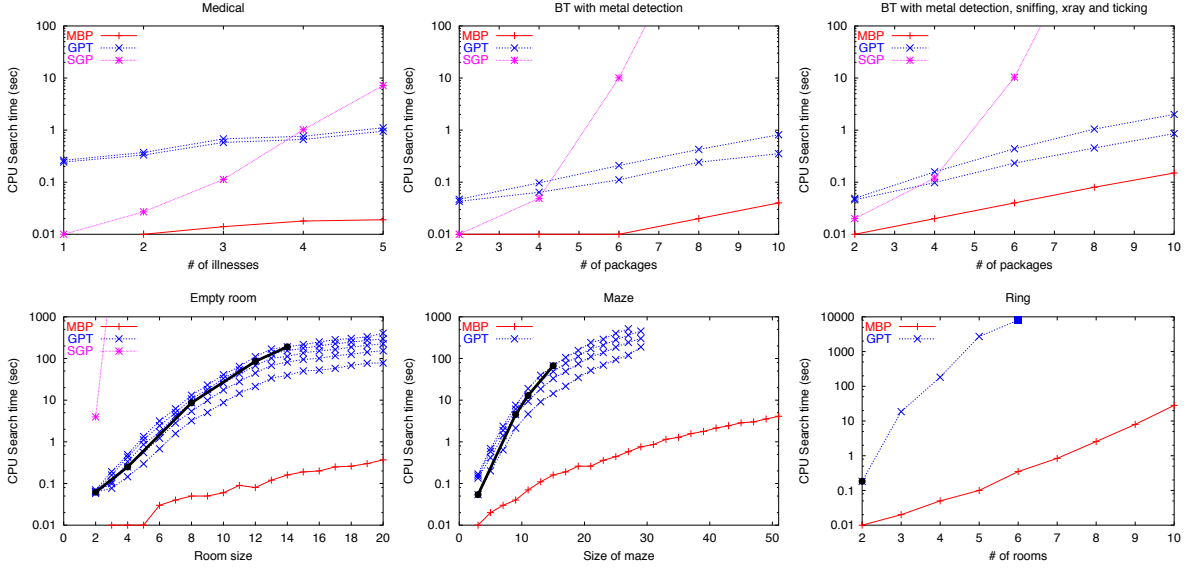 Medical
MBP
GPT
SGP
CPU Search time (sec)
100
10
1
0.1
0.01
1 2 3 4 5
# of illnesses
BT with metal detection
MBP
GPT
SGP
CPU Search time (sec)
100
10
1
0.1
0.01
2 3 4 5 6 7 8 9 10
# of packages
BT with metal detection, sniffing, xray and ticking
MBP
GPT
SGP
CPU Search time (sec)
100
10
1
0.1
0.01
2 3 4 5 6 7 8 9 10
# of packages
Empty room
MBP
GPT
SGP
CPU Search time (sec)
1000
100
10
1
0.1
0.01
0 2 4 6 8 10 12 14 16 18 20
Room size
Maze
MBP
GPT
CPU Search time (sec)
1000
100
10
1
0.1
0.01
0 10 20 30 40 50
Size of maze
Ring
MBP
GPT
CPU Search time (sec)
10000
1000
100
10
1
0.1
0.01
2 3 4 5 6 7 8 9 10
# of rooms